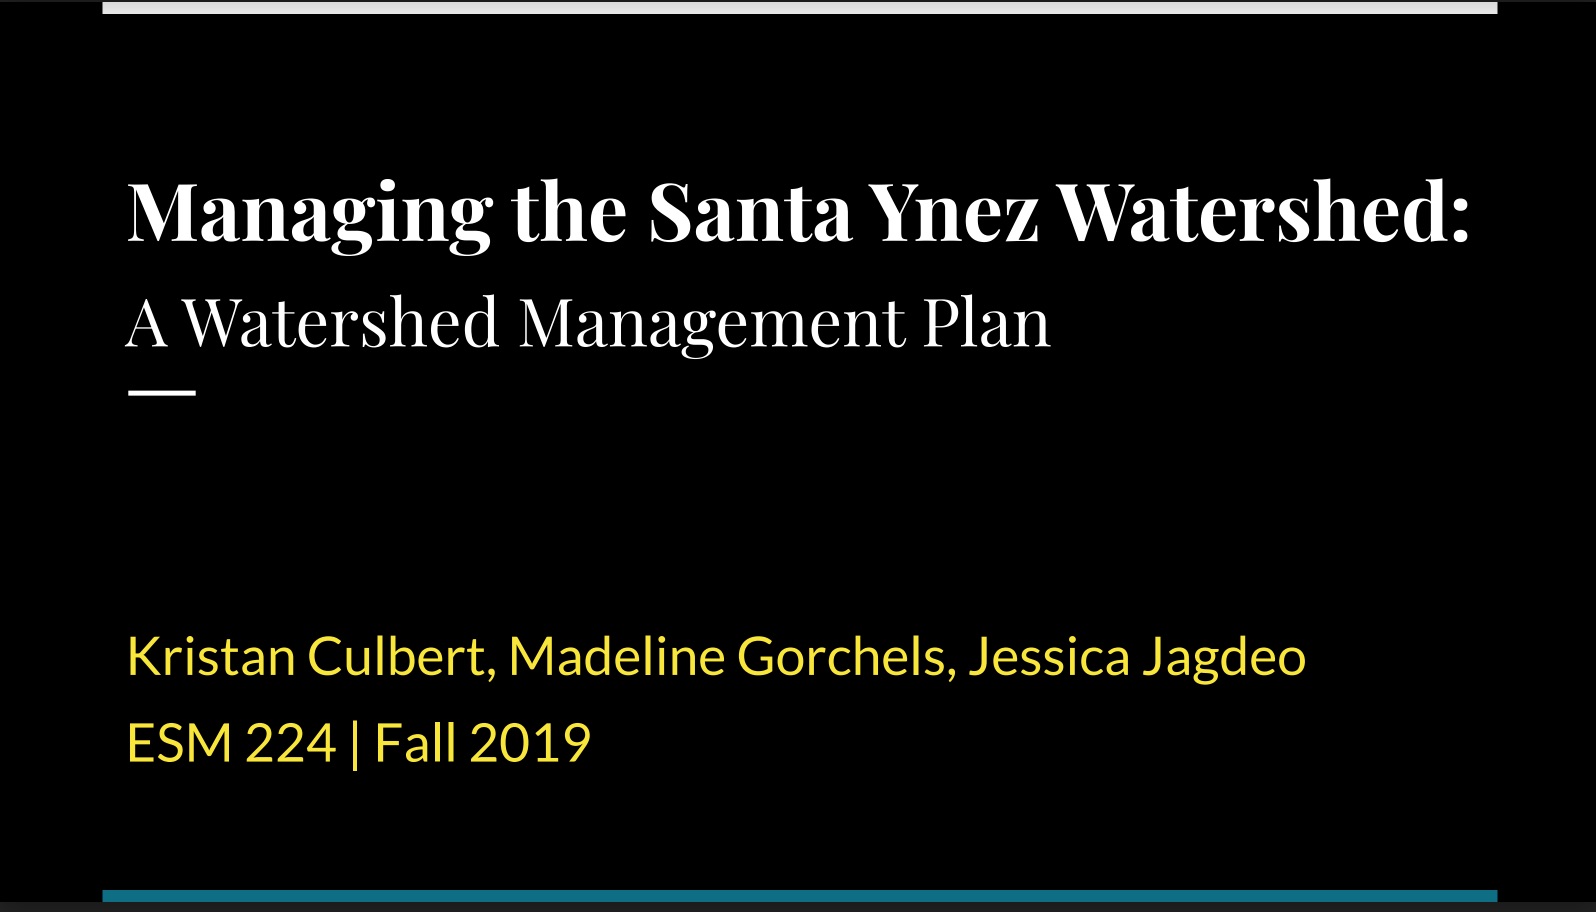 Managing the Santa Ynez Watershed:
A Watershed Management Plan
Kristan Culbert, Madeline Gorchels, Jessica Jagdeo
ESM 224 | Fall 2019